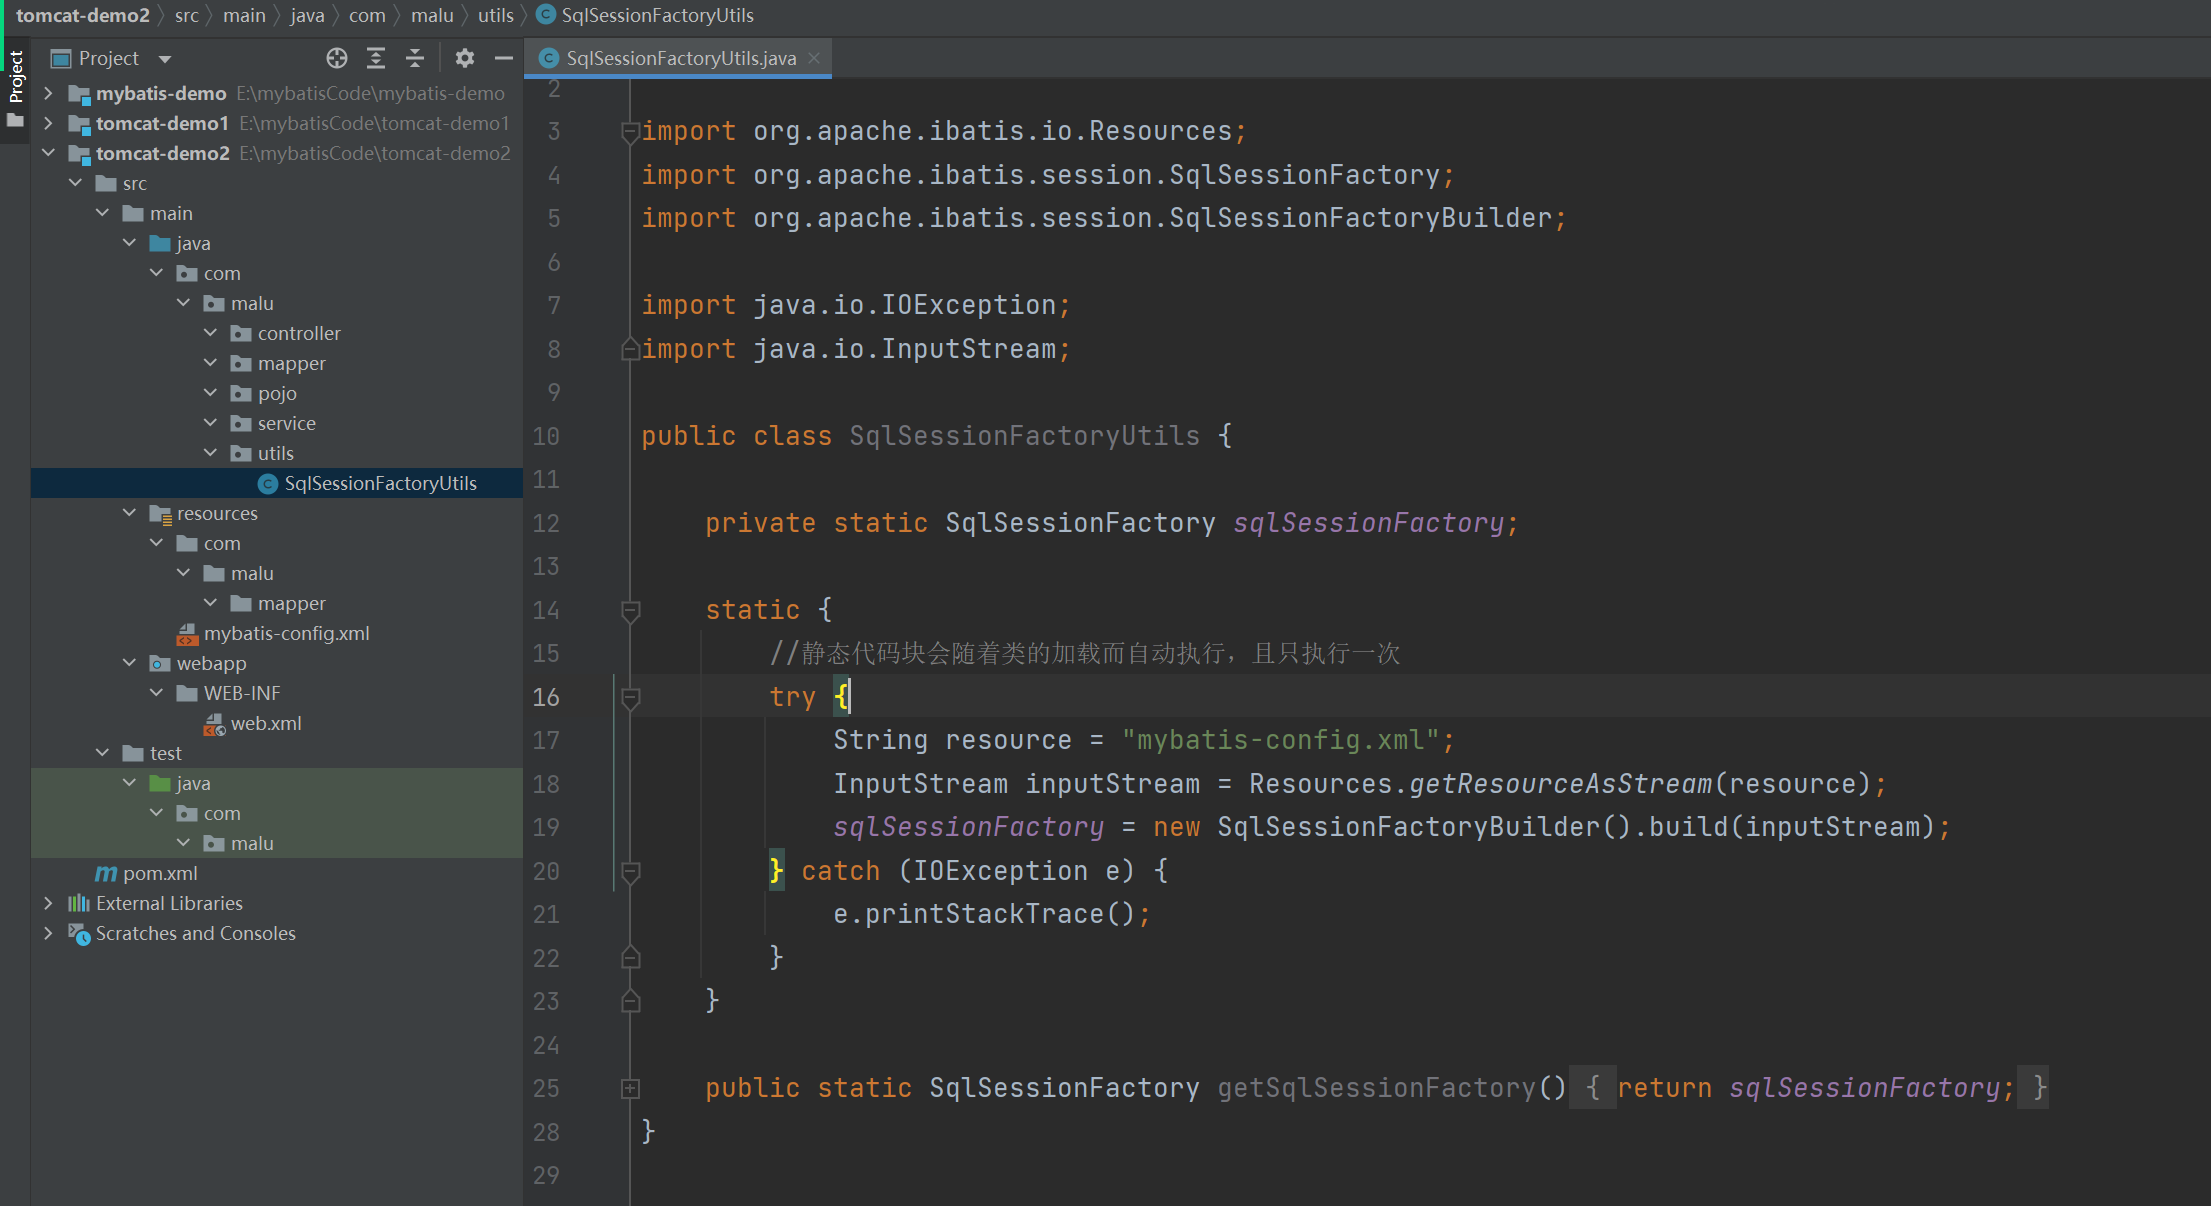 tomcat-demo2 src main java com malu utils SqlSessionFactoryUtils
Project
Project
mybatis-demo E:\mybatisCode\mybatis-demo
tomcat-demo1 E:\mybatisCode\tomcat-demo1
tomcat-demo2 E:\mybatisCode\tomcat-demo2
src
main
java
com
malu
controller
mapper
pojo
service
utils
SqlSessionFactoryUtils
resources
com
malu
mapper
mybatis-config.xml
webapp
WEB-INF
web.xml
test
java
com
malu
pom.xml
External Libraries
Scratches and Consoles
SqlSessionFactoryUtils.java
2
3 import org.apache.ibatis.io.Resources;
4 import org.apache.ibatis.session.SqlSessionFactory;
5 import org.apache.ibatis.session.SqlSessionFactoryBuilder;
6
7 import java.io.IOException;
8 import java.io.InputStream;
9
10 public class SqlSessionFactoryUtils {
11
12 private static SqlSessionFactory sqlSessionFactory;
13
14 static {
15 //静态代码块会随着类的加载而自动执行，且只执行一次
16 try {
17 String resource = "mybatis-config.xml";
18 InputStream inputStream = Resources.getResourceAsStream(resource);
19 sqlSessionFactory = new SqlSessionFactoryBuilder().build(inputStream);
20 } catch (IOException e) {
21 e.printStackTrace();
22 }
23 }
24
25 public static SqlSessionFactory getSqlSessionFactory() { return sqlSessionFactory; }
28 }
29